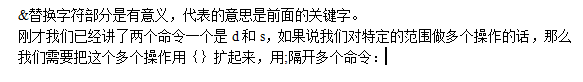 &替换字符部分是有意义，代表的意思是前面的关键字。
刚才我们已经讲了两个命令一个是 d 和 s，如果说我们对特定的范围做多个操作的话，那么
我们需要把这个多个操作用｛｝扩起来，用;隔开多个命令：